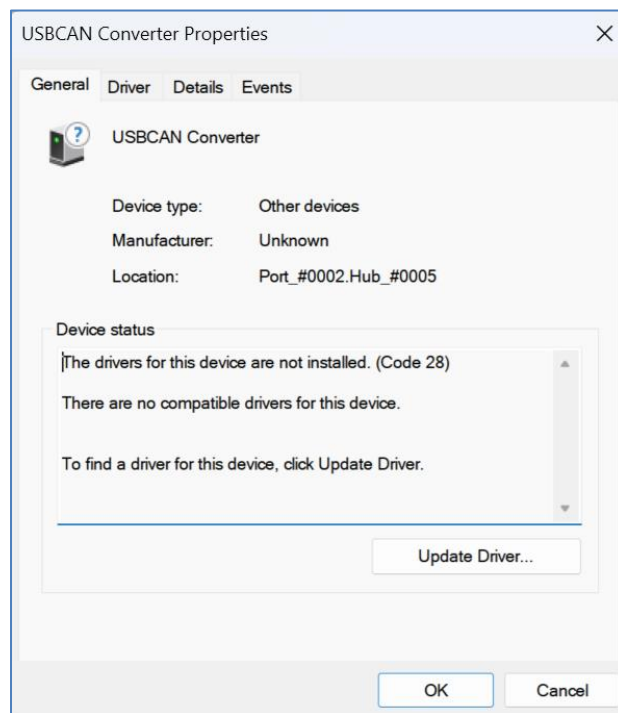 USBCAN Converter Properties
General Driver Details Events
USBCAN Converter
Device type: Other devices
Manufacturer: Unknown
Location: Port_#0002.Hub_#0005
Device status
The drivers for this device are not installed. (Code 28)
There are no compatible drivers for this device.
To find a driver for this device, click Update Driver.
Update Driver...
OK Cancel